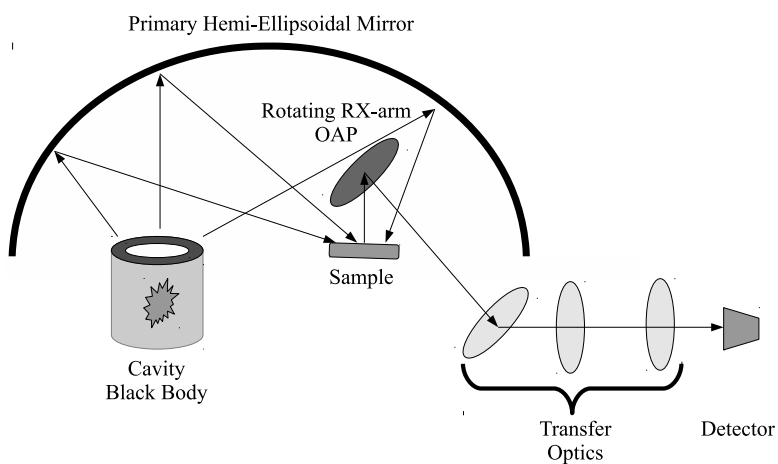 Primary Hemi-Ellipsoidal Mirror
Rotating RX-arm
OAP
Sample
Cavity
Black Body
Transfer
Optics
Detector